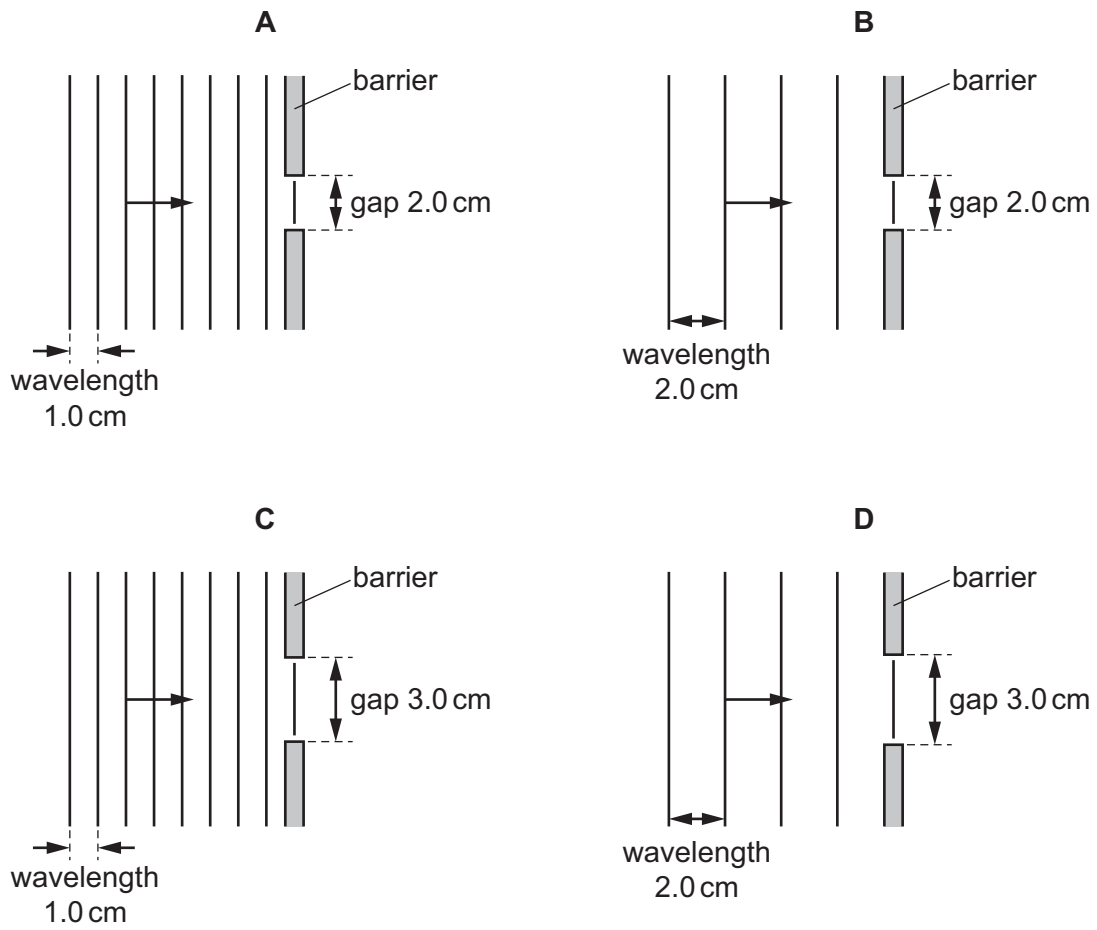 A
barrier
gap 2.0 cm
wavelength
1.0 cm
B
barrier
gap 2.0 cm
wavelength
2.0 cm
C
barrier
gap 3.0 cm
wavelength
1.0 cm
D
barrier
gap 3.0 cm
wavelength
2.0 cm